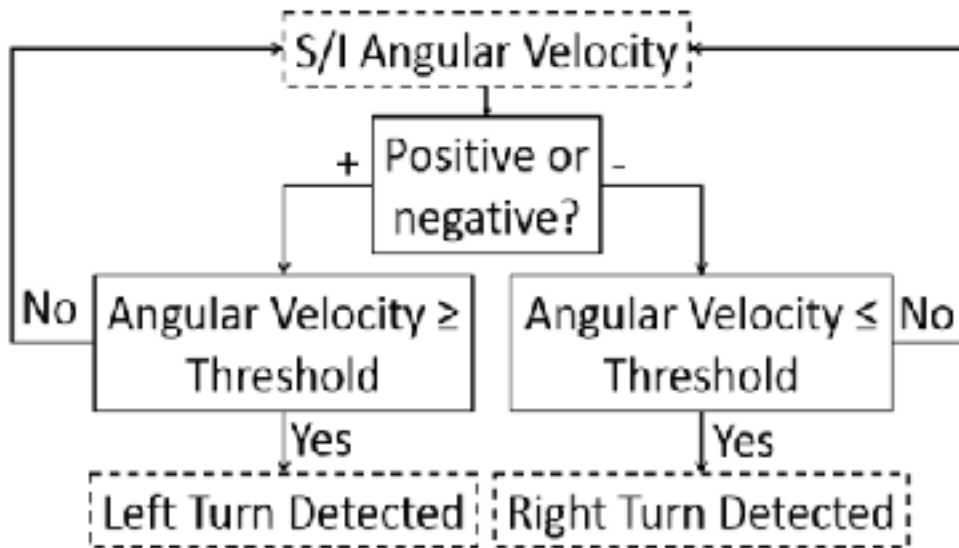 S/I Angular Velocity
+
Positive or
negative?
-
No
Angular Velocity ≥
Threshold
Angular Velocity ≤
Threshold
No
Yes
Yes
Left Turn Detected
Right Turn Detected